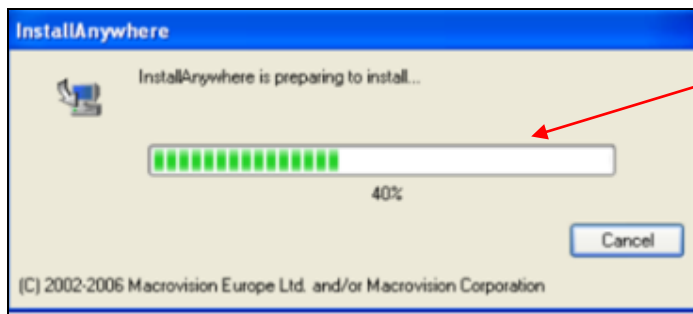 InstallAnywhere
InstallAnywhere is preparing to install...
40%
Cancel
(C) 2002-2006 Macrovision Europe Ltd. and/or Macrovision Corporation